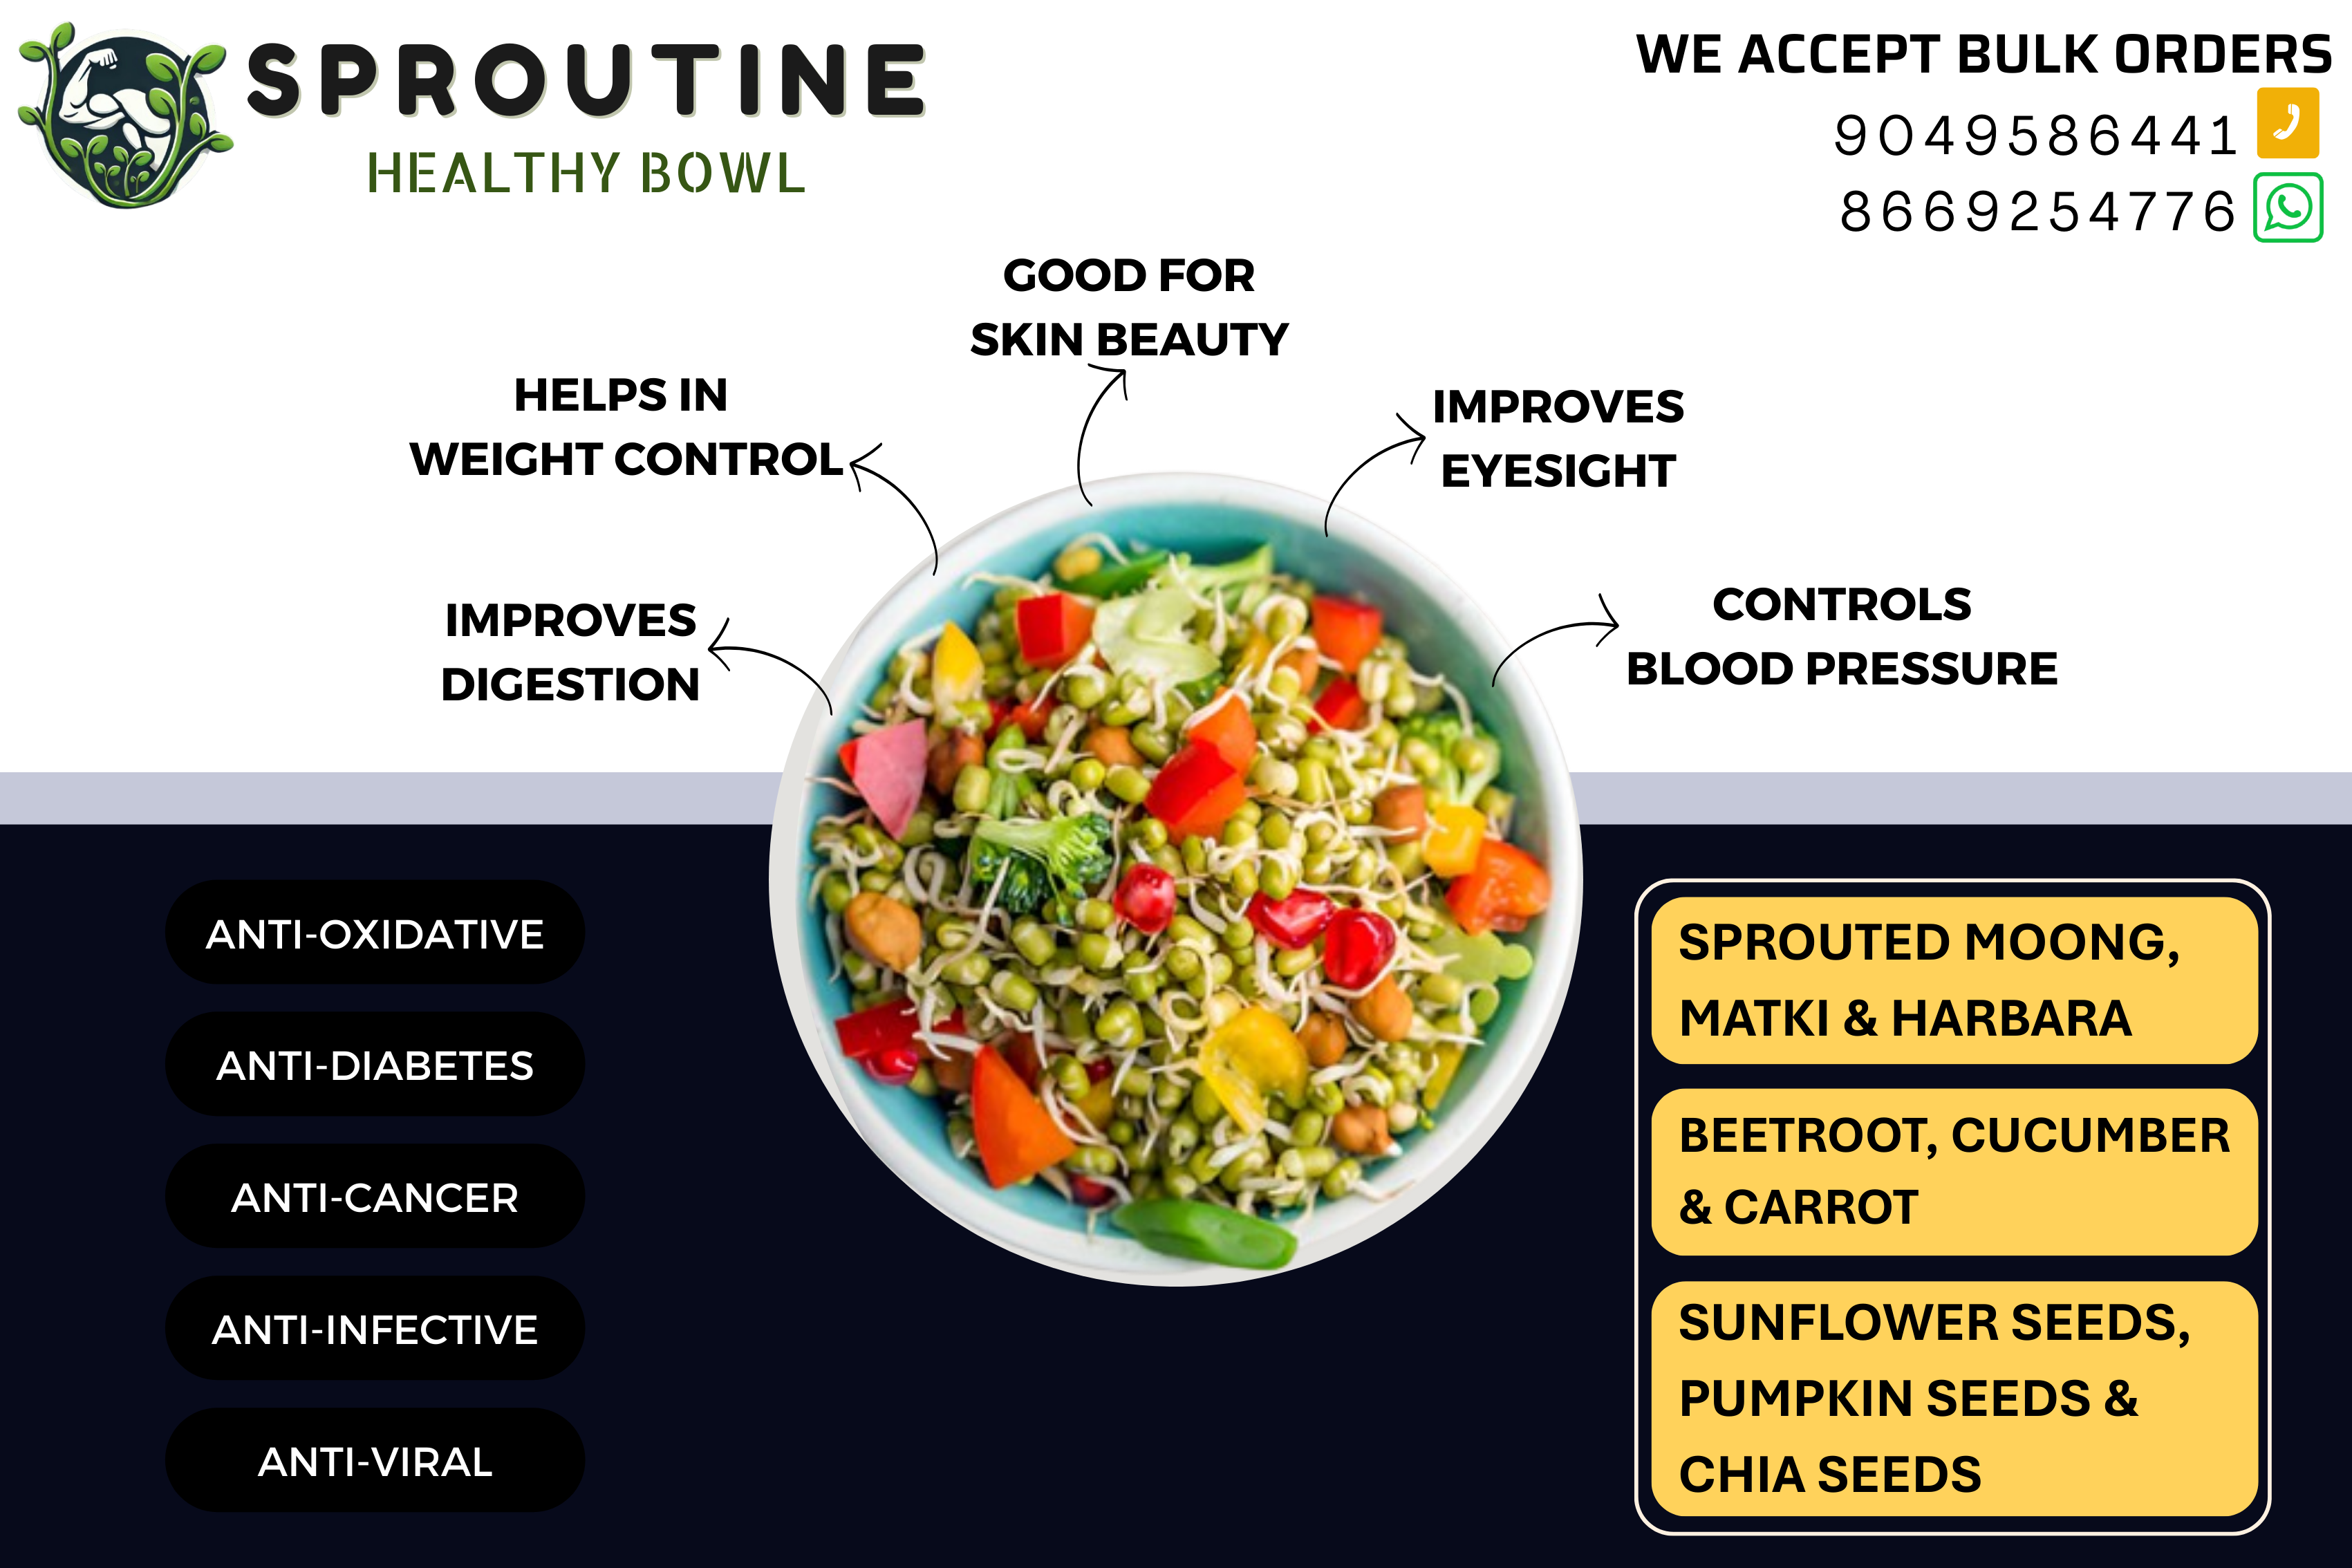 SPROUTINE
HEALTHY BOWL
WE ACCEPT BULK ORDERS
9049586441
8669254776
GOOD FOR
SKIN BEAUTY
HELPS IN
WEIGHT CONTROL
IMPROVES
EYESIGHT
IMPROVES
DIGESTION
CONTROLS
BLOOD PRESSURE
ANTI-OXIDATIVE
ANTI-DIABETES
ANTI-CANCER
ANTI-INFECTIVE
ANTI-VIRAL
SPROUTED MOONG,
MATKI & HARBARA
BEETROOT, CUCUMBER
& CARROT
SUNFLOWER SEEDS,
PUMPKIN SEEDS &
CHIA SEEDS